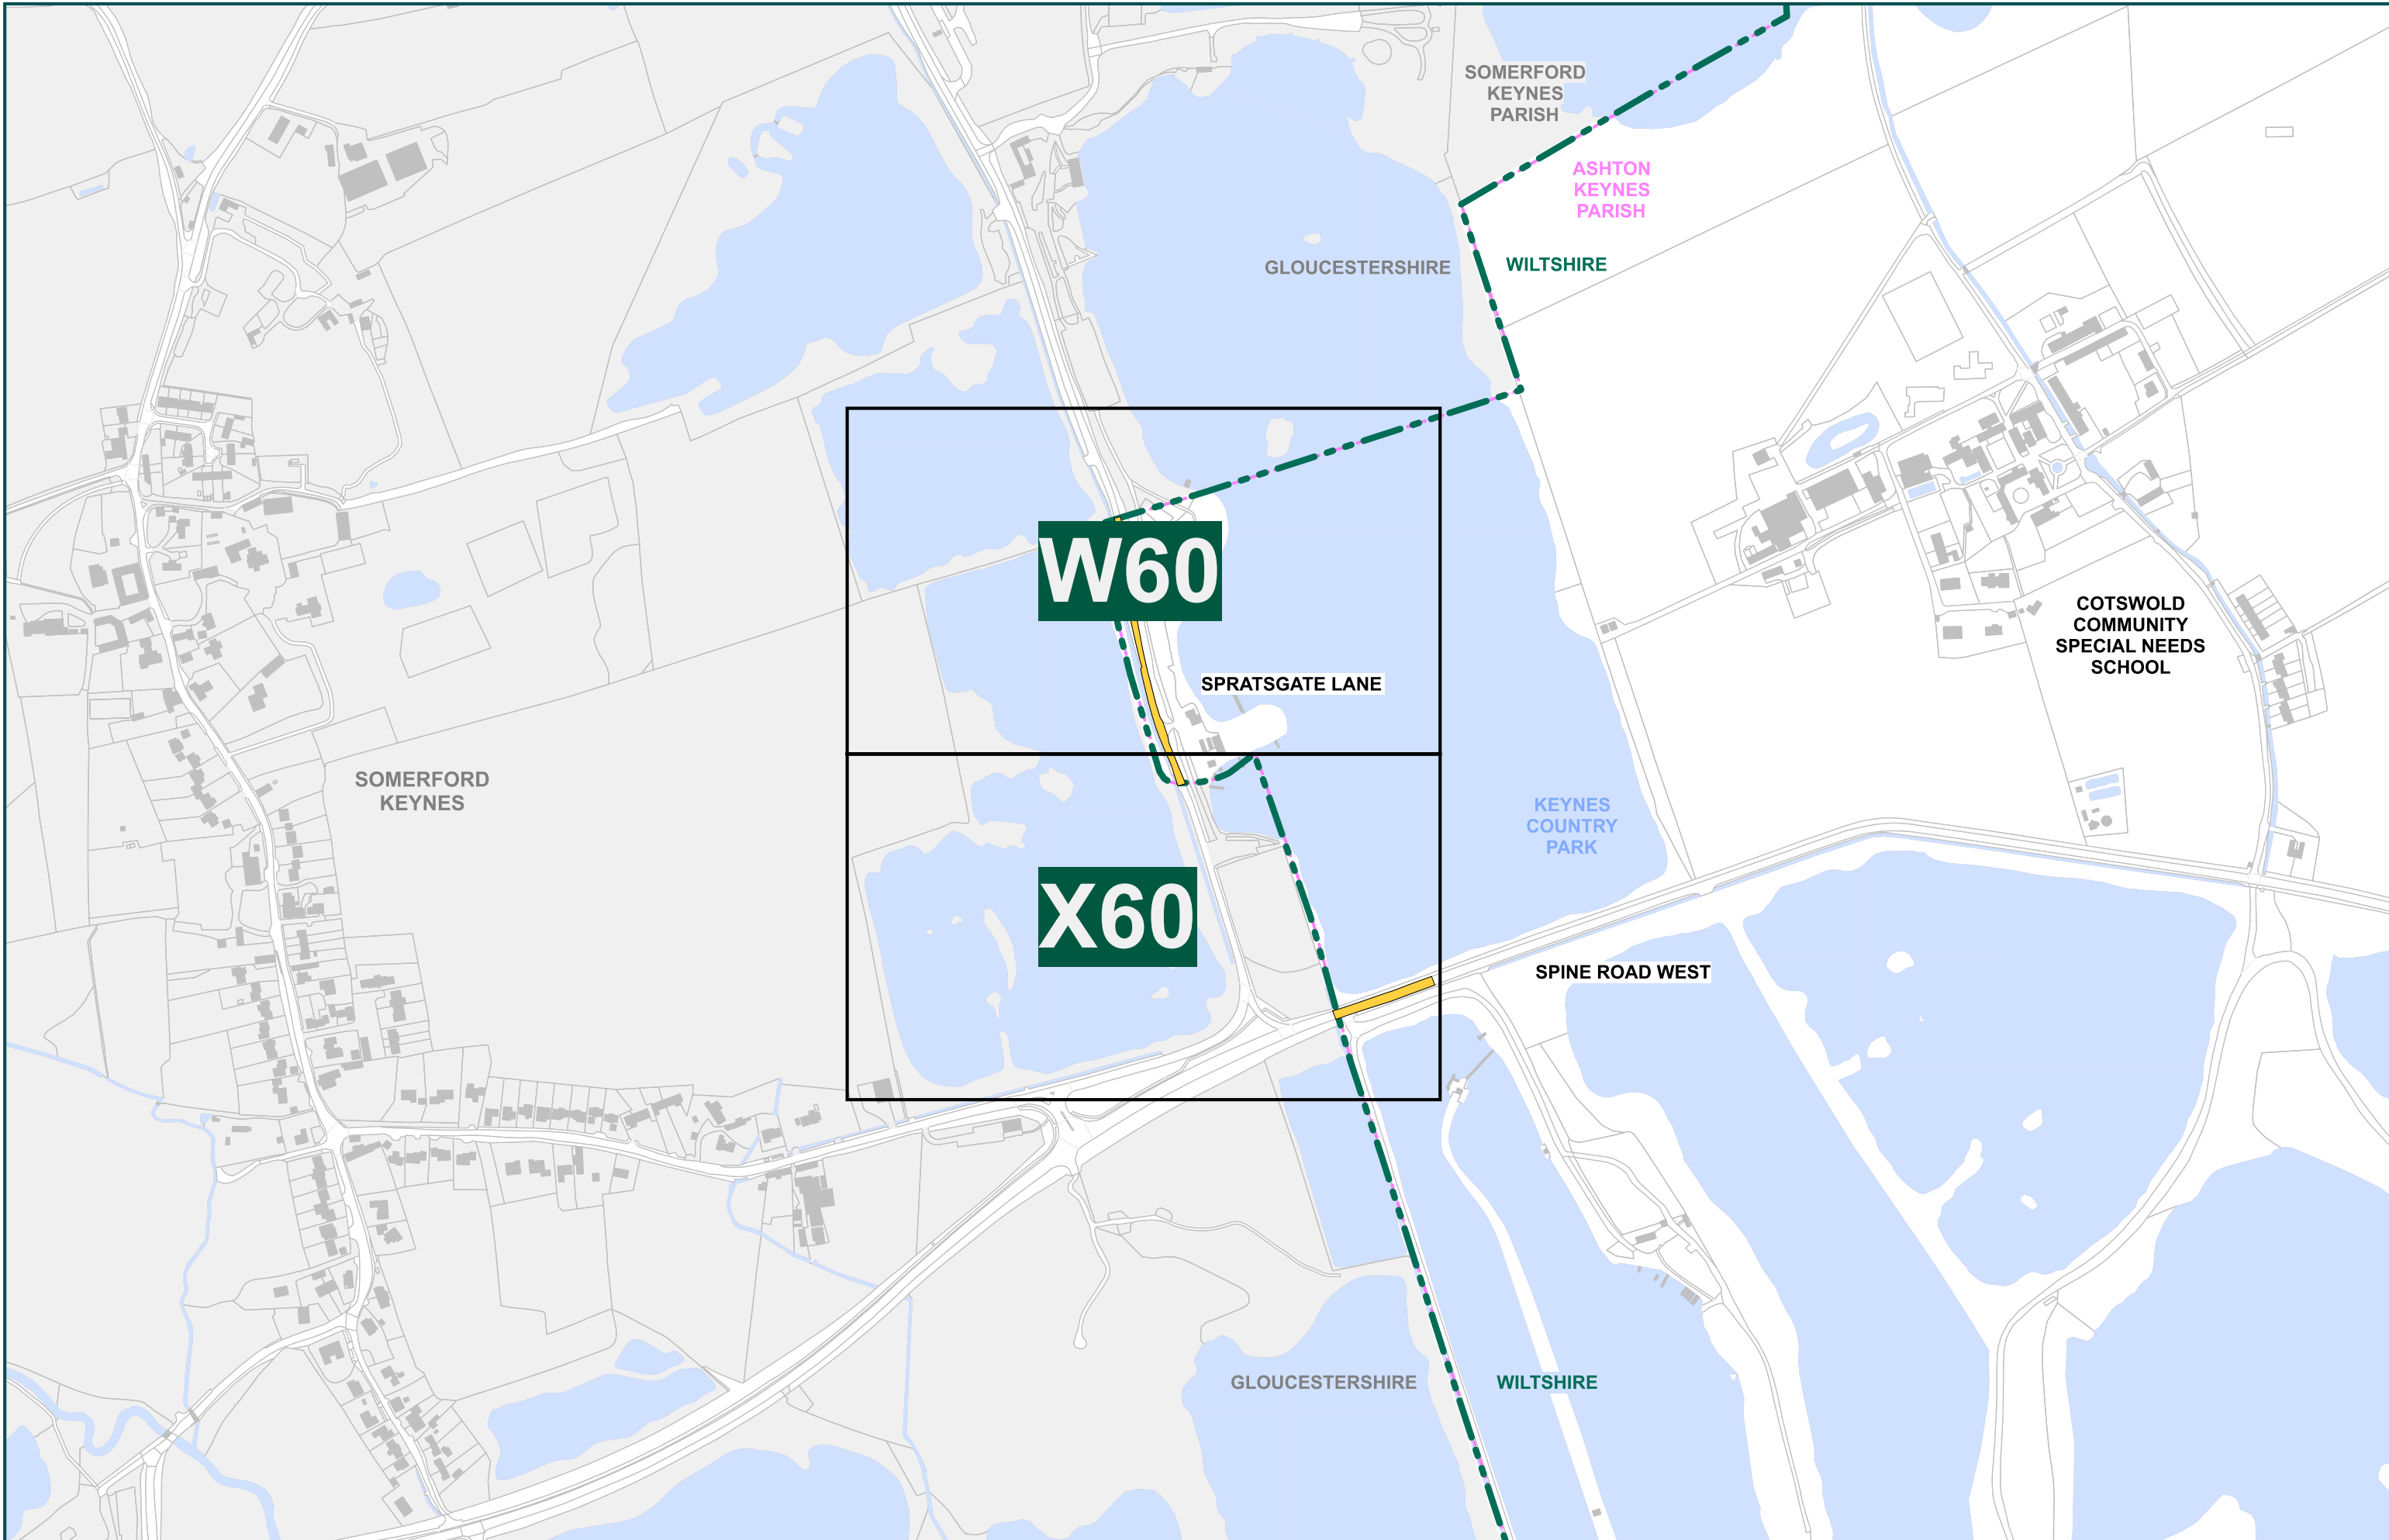 SOMERFORD
KEYNES
PARISH
ASHTON
KEYNES
PARISH
GLOUCESTERSHIRE
WILTSHIRE
W60
COTSWOLD
COMMUNITY
SPECIAL NEEDS
SCHOOL
SPRATSGATE LANE
SOMERFORD
KEYNES
KEYNES
COUNTRY
PARK
X60
SPINE ROAD WEST
GLOUCESTERSHIRE
WILTSHIRE